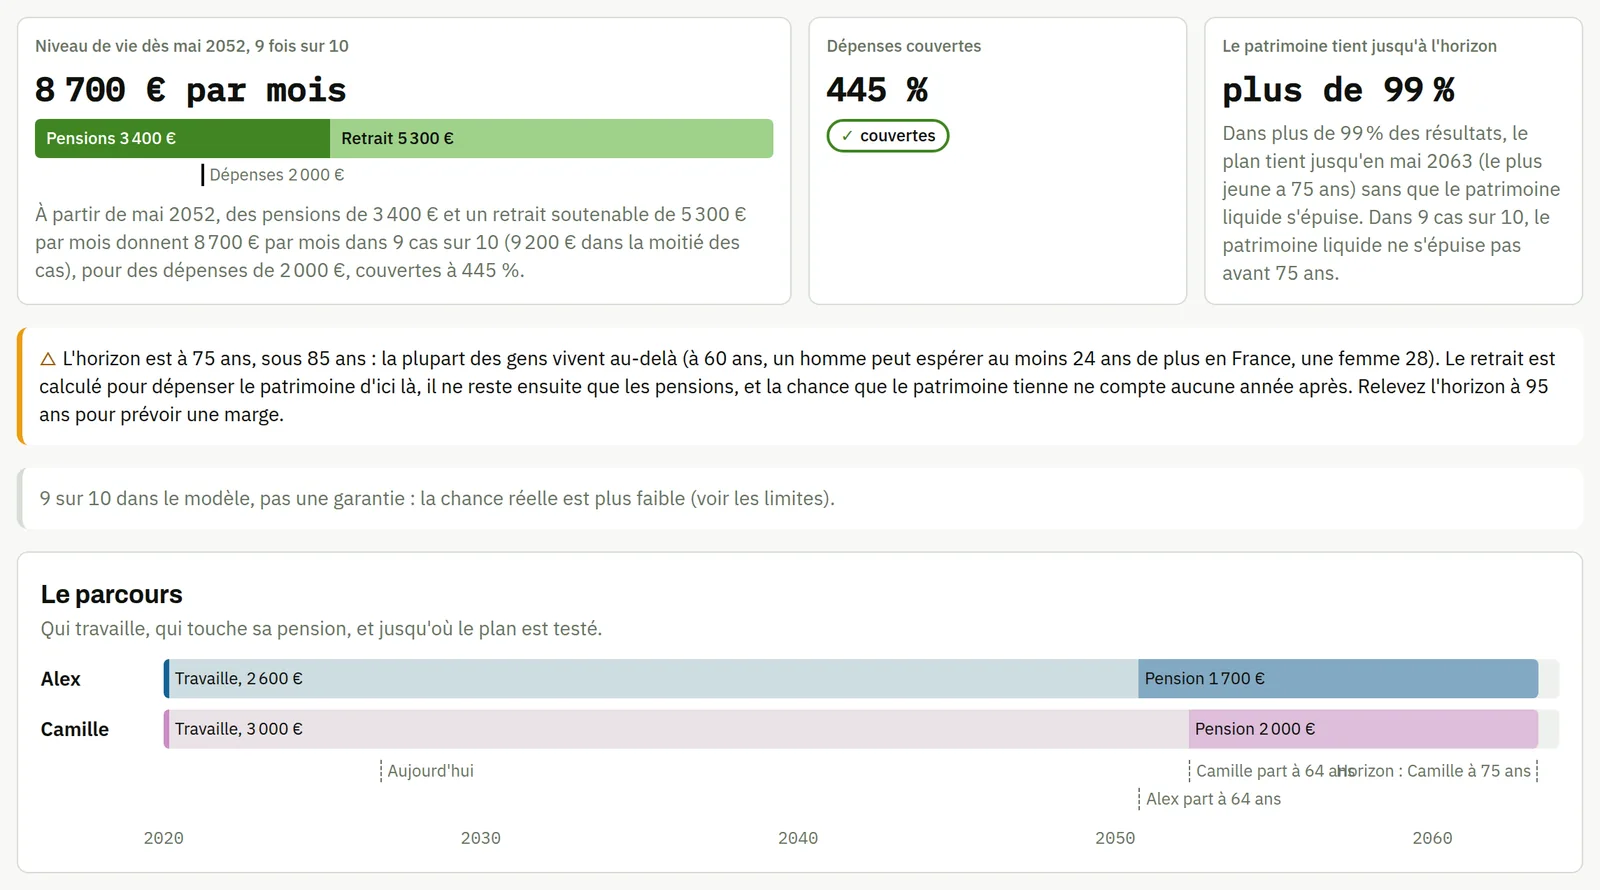 Niveau de vie dès mai 2052, 9 fois sur 10
8 700 € par mois
Pensions 3 400 €
Retrait 5 300 €
Dépenses 2 000 €
À partir de mai 2052, des pensions de 3 400 € et un retrait soutenable de 5 300 €
par mois donnent 8 700 € par mois dans 9 cas sur 10 (9 200 € dans la moitié des
cas), pour des dépenses de 2 000 €, couvertes à 445 %.
Dépenses couvertes
445 %
✓ couvertes
Le patrimoine tient jusqu'à l'horizon
plus de 99 %
Dans plus de 99 % des résultats, le
plan tient jusqu'en mai 2063 (le plus
jeune a 75 ans) sans que le patrimoine
liquide s'épuise. Dans 9 cas sur 10, le
patrimoine liquide ne s'épuise pas
avant 75 ans.
⚠ L'horizon est à 75 ans, sous 85 ans : la plupart des gens vivent au-delà (à 60 ans, un homme peut espérer au moins 24 ans de plus en France, une femme 28). Le retrait est
calculé pour dépenser le patrimoine d'ici là, il ne reste ensuite que les pensions, et la chance que le patrimoine tienne ne compte aucune année après. Relevez l'horizon à 95
ans pour prévoir une marge.
9 sur 10 dans le modèle, pas une garantie : la chance réelle est plus faible (voir les limites).
Le parcours
Qui travaille, qui touche sa pension, et jusqu'où le plan est testé.
Alex
Travaille, 2 600 €
Pension 1 700 €
Camille
Travaille, 3 000 €
Pension 2 000 €
Aujourd'hui
Camille part à 64 ans
Horizon : Camille à 75 ans
Alex part à 64 ans
2020
2030
2040
2050
2060